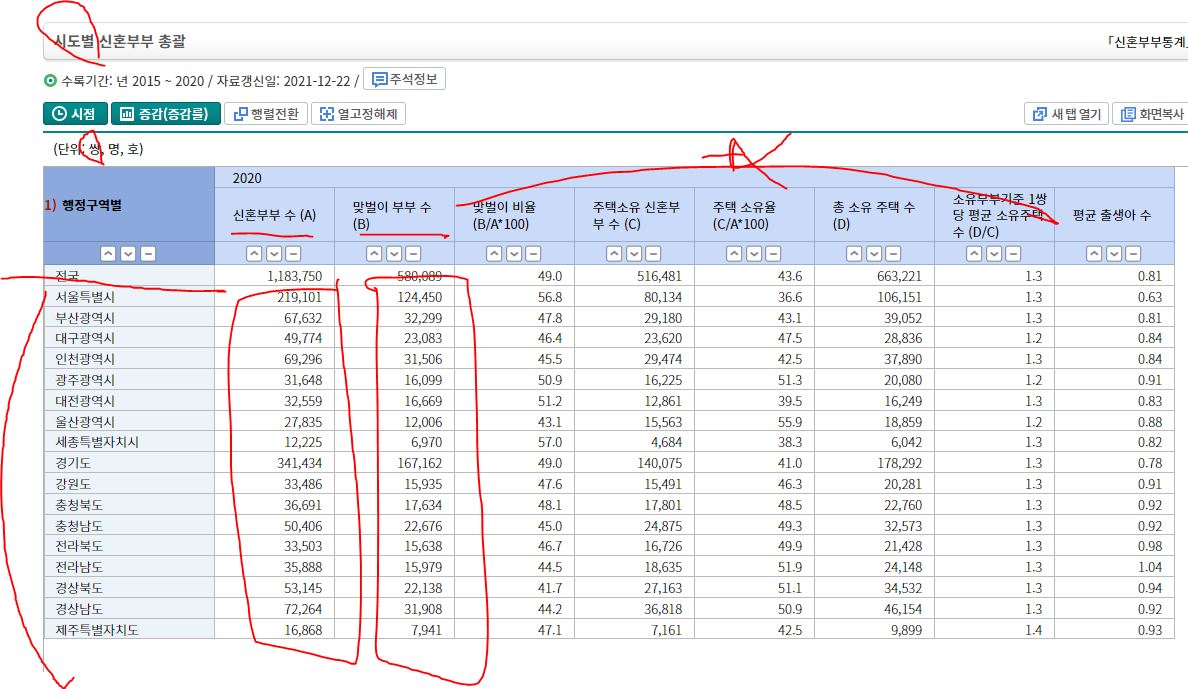 시도별 신혼부부 총괄
「신혼부부통계」
수록기간: 년 2015 ~ 2020 / 자료갱신일: 2021-12-22 / 주석정보
시점 증감(증감률) 행렬전환 열고정해제 새 탭 열기 화면복사
(단위: 쌍, 명, 호)
1) 행정구역별 2020
신혼부부 수 (A) 맞벌이 부부 수 (B) 맞벌이 비율 (B/A*100) 주택소유 신혼부부 수 (C) 주택 소유율 (C/A*100) 총 소유 주택 수 (D) 소유부부기준 1쌍당 평균 소유주택 수 (D/C) 평균 출생아 수
전국 1,183,750 580,089 49.0 516,481 43.6 663,221 1.3 0.81
서울특별시 219,101 124,450 56.8 80,134 36.6 106,151 1.3 0.63
부산광역시 67,632 32,299 47.8 29,180 43.1 39,052 1.3 0.81
대구광역시 49,774 23,083 46.4 23,620 47.5 28,836 1.2 0.84
인천광역시 69,296 31,506 45.5 29,474 42.5 37,890 1.3 0.84
광주광역시 31,648 16,099 50.9 16,225 51.3 20,080 1.2 0.91
대전광역시 32,559 16,669 51.2 12,861 39.5 16,249 1.3 0.83
울산광역시 27,835 12,006 43.1 15,563 55.9 18,859 1.2 0.88
세종특별자치시 12,225 6,970 57.0 4,684 38.3 6,042 1.3 0.82
경기도 341,434 167,162 49.0 140,075 41.0 178,292 1.3 0.78
강원도 33,486 15,935 47.6 15,491 46.3 20,281 1.3 0.91
충청북도 36,691 17,634 48.1 17,801 48.5 22,760 1.3 0.92
충청남도 50,406 22,676 45.0 24,875 49.3 32,573 1.3 0.92
전라북도 33,503 15,638 46.7 16,726 49.9 21,428 1.3 0.98
전라남도 35,888 15,979 44.5 18,635 51.9 24,148 1.3 1.04
경상북도 53,145 22,138 41.7 27,163 51.1 34,532 1.3 0.94
경상남도 72,264 31,908 44.2 36,818 50.9 46,154 1.3 0.92
제주특별자치도 16,868 7,941 47.1 7,161 42.5 9,899 1.4 0.93